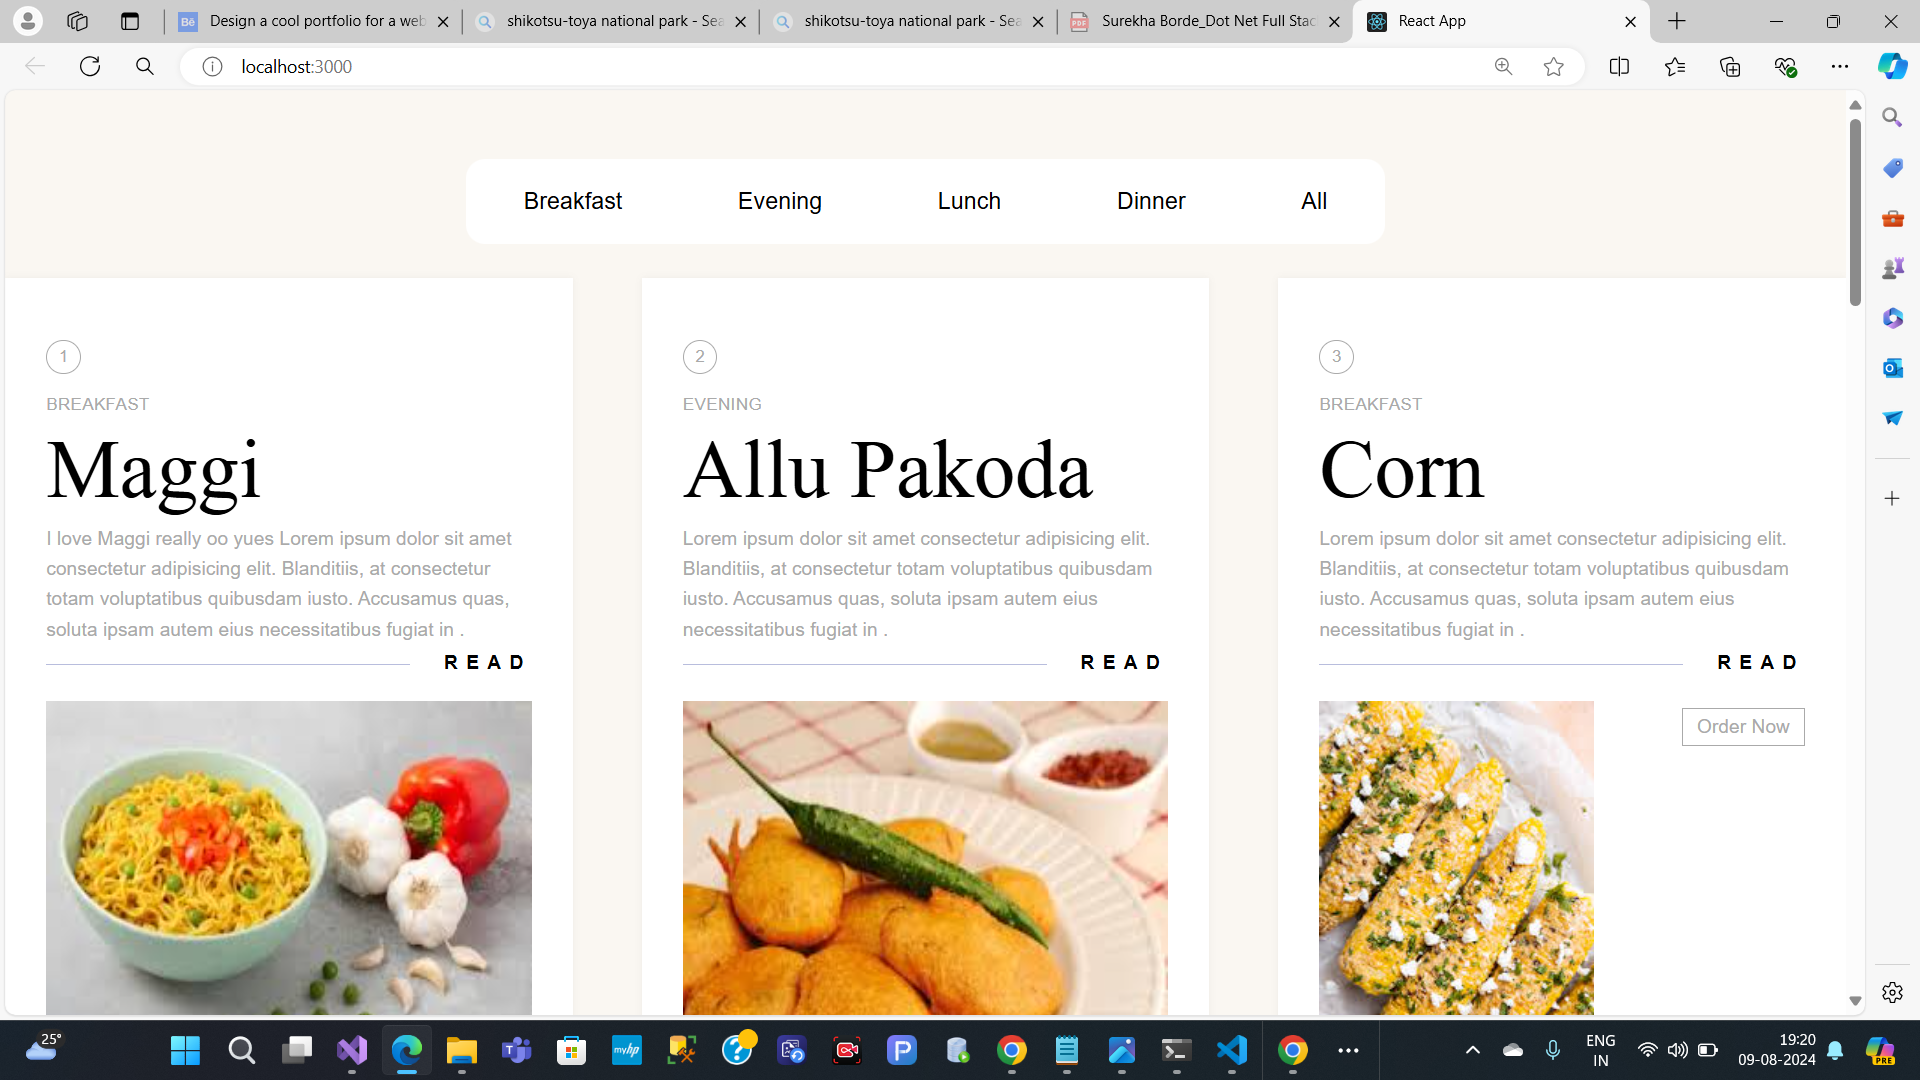 Design a cool portfolio for a web
shikotsu-toya national park - Sea
shikotsu-toya national park - Sea
Surekha Borde_Dot Net Full Stac
React App
localhost:3000
Breakfast Evening Lunch Dinner All
1
BREAKFAST
Maggi
I love Maggi really oo yues Lorem ipsum dolor sit amet
consectetur adipisicing elit. Blanditiis, at consectetur
totam voluptatibus quibusdam iusto. Accusamus quas,
soluta ipsam autem eius necessitatibus fugiat in .
READ
2
EVENING
Allu Pakoda
Lorem ipsum dolor sit amet consectetur adipisicing elit.
Blanditiis, at consectetur totam voluptatibus quibusdam
iusto. Accusamus quas, soluta ipsam autem eius
necessitatibus fugiat in .
READ
3
BREAKFAST
Corn
Lorem ipsum dolor sit amet consectetur adipisicing elit.
Blanditiis, at consectetur totam voluptatibus quibusdam
iusto. Accusamus quas, soluta ipsam autem eius
necessitatibus fugiat in .
READ
Order Now
25°
myhp
ENG
IN
19:20
09-08-2024
PRE